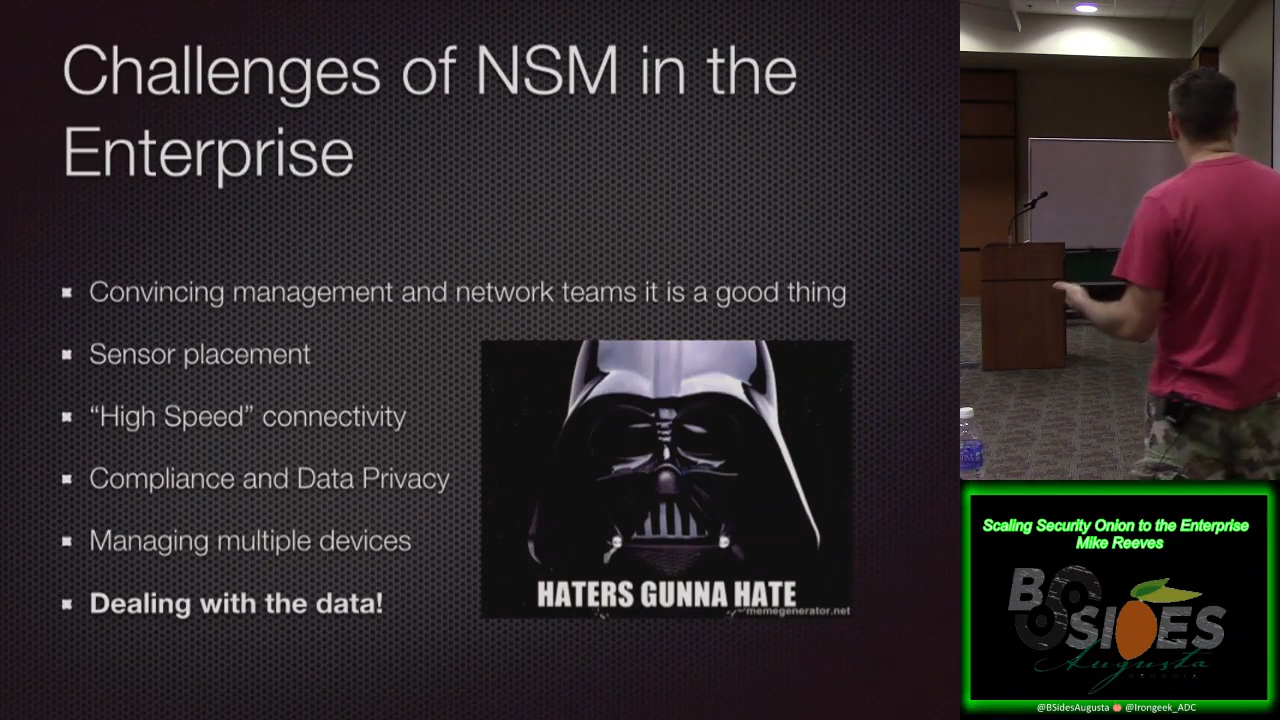 Challenges of NSM in the
Enterprise
Convincing management and network teams it is a good thing
Sensor placement
“High Speed” connectivity
Compliance and Data Privacy
Managing multiple devices
Dealing with the data!
HATERS GUNNA HATE
memegenerator.net
Scaling Security Onion to the Enterprise
Mike Reeves
BSIDES
Augusta
GEORGIA
@BSidesAugusta @Irongeek_ADC